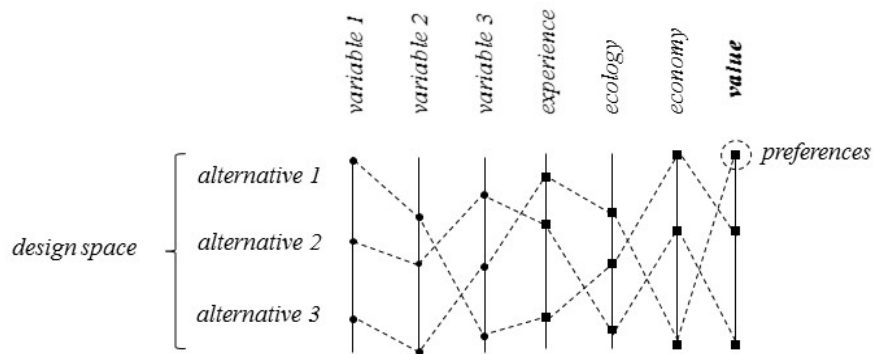 variable 1
variable 2
variable 3
experience
ecology
economy
value
preferences
alternative 1
design space
alternative 2
alternative 3